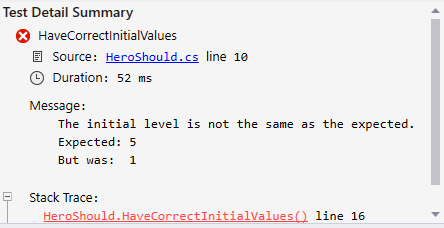 Test Detail Summary
HaveCorrectInitialValues
Source: HeroShould.cs line 10
Duration: 52 ms
Message:
The initial level is not the same as the expected.
Expected: 5
But was: 1
Stack Trace:
HeroShould.HaveCorrectInitialValues() line 16